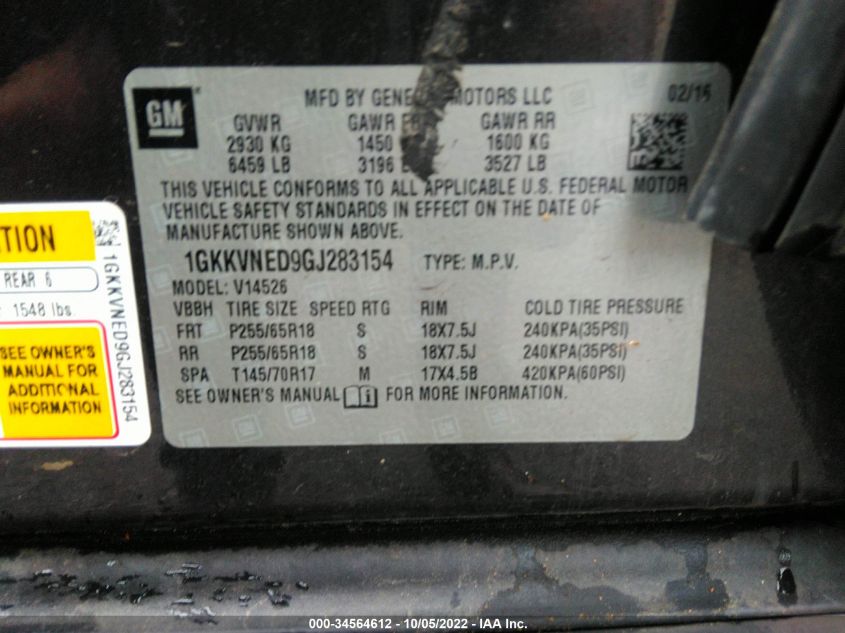 GM
MFD BY MOTORS LLC 02/16
GVWR GAWR GAWR RR
2930 KG 1450 1600 KG
6459 LB 3196 3527 LB
THIS VEHICLE CONFORMS TO ALL APPLICABLE U.S. FEDERAL MOTOR
VEHICLE SAFETY STANDARDS IN EFFECT ON THE DATE OF
MANUFACTURE SHOWN ABOVE.
1GKKVNED9GJ283154 TYPE: M.P.V.
MODEL: V14526
VBBH TIRE SIZE SPEED RTG RIM COLD TIRE PRESSURE
FRT P255/65R18 S 18X7.5J 240KPA(35PSI)
RR P255/65R18 S 18X7.5J 240KPA(35PSI)
SPA T145/70R17 M 17X4.5B 420KPA(60PSI)
SEE OWNER'S MANUAL FOR MORE INFORMATION.
REAR 6
1548 lbs
SEE OWNER'S
MANUAL FOR
ADDITIONAL
INFORMATION
1GKKVNED9GJ283154
000-34564612 - 10/05/2022 - IAA Inc.